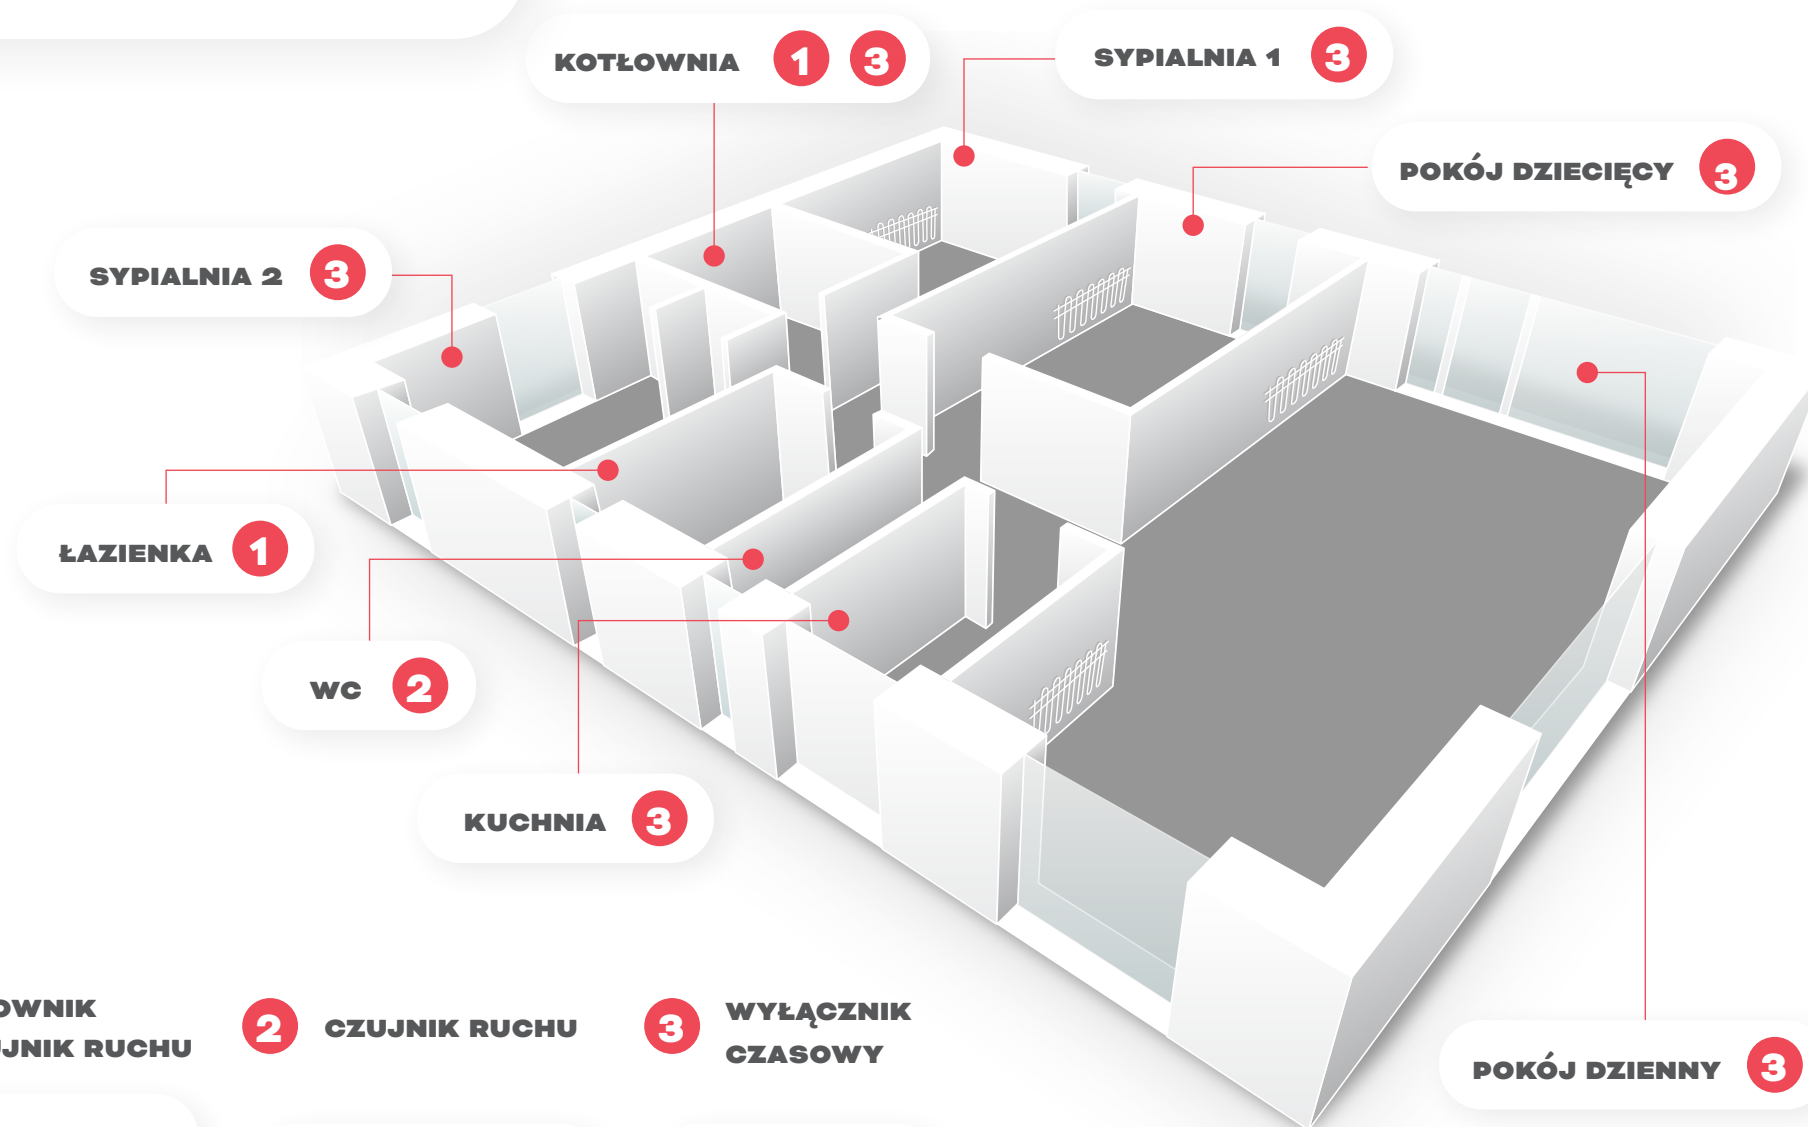 KOTŁOWNIA 1 3
SYPIALNIA 1 3
POKÓJ DZIECIĘCY 3
SYPIALNIA 2 3
ŁAZIENKA 1
WC 2
KUCHNIA 3
POKÓJ DZIENNY 3
2 CZUJNIK RUCHU
3 WYŁĄCZNIK
CZASOWY
RUCHU